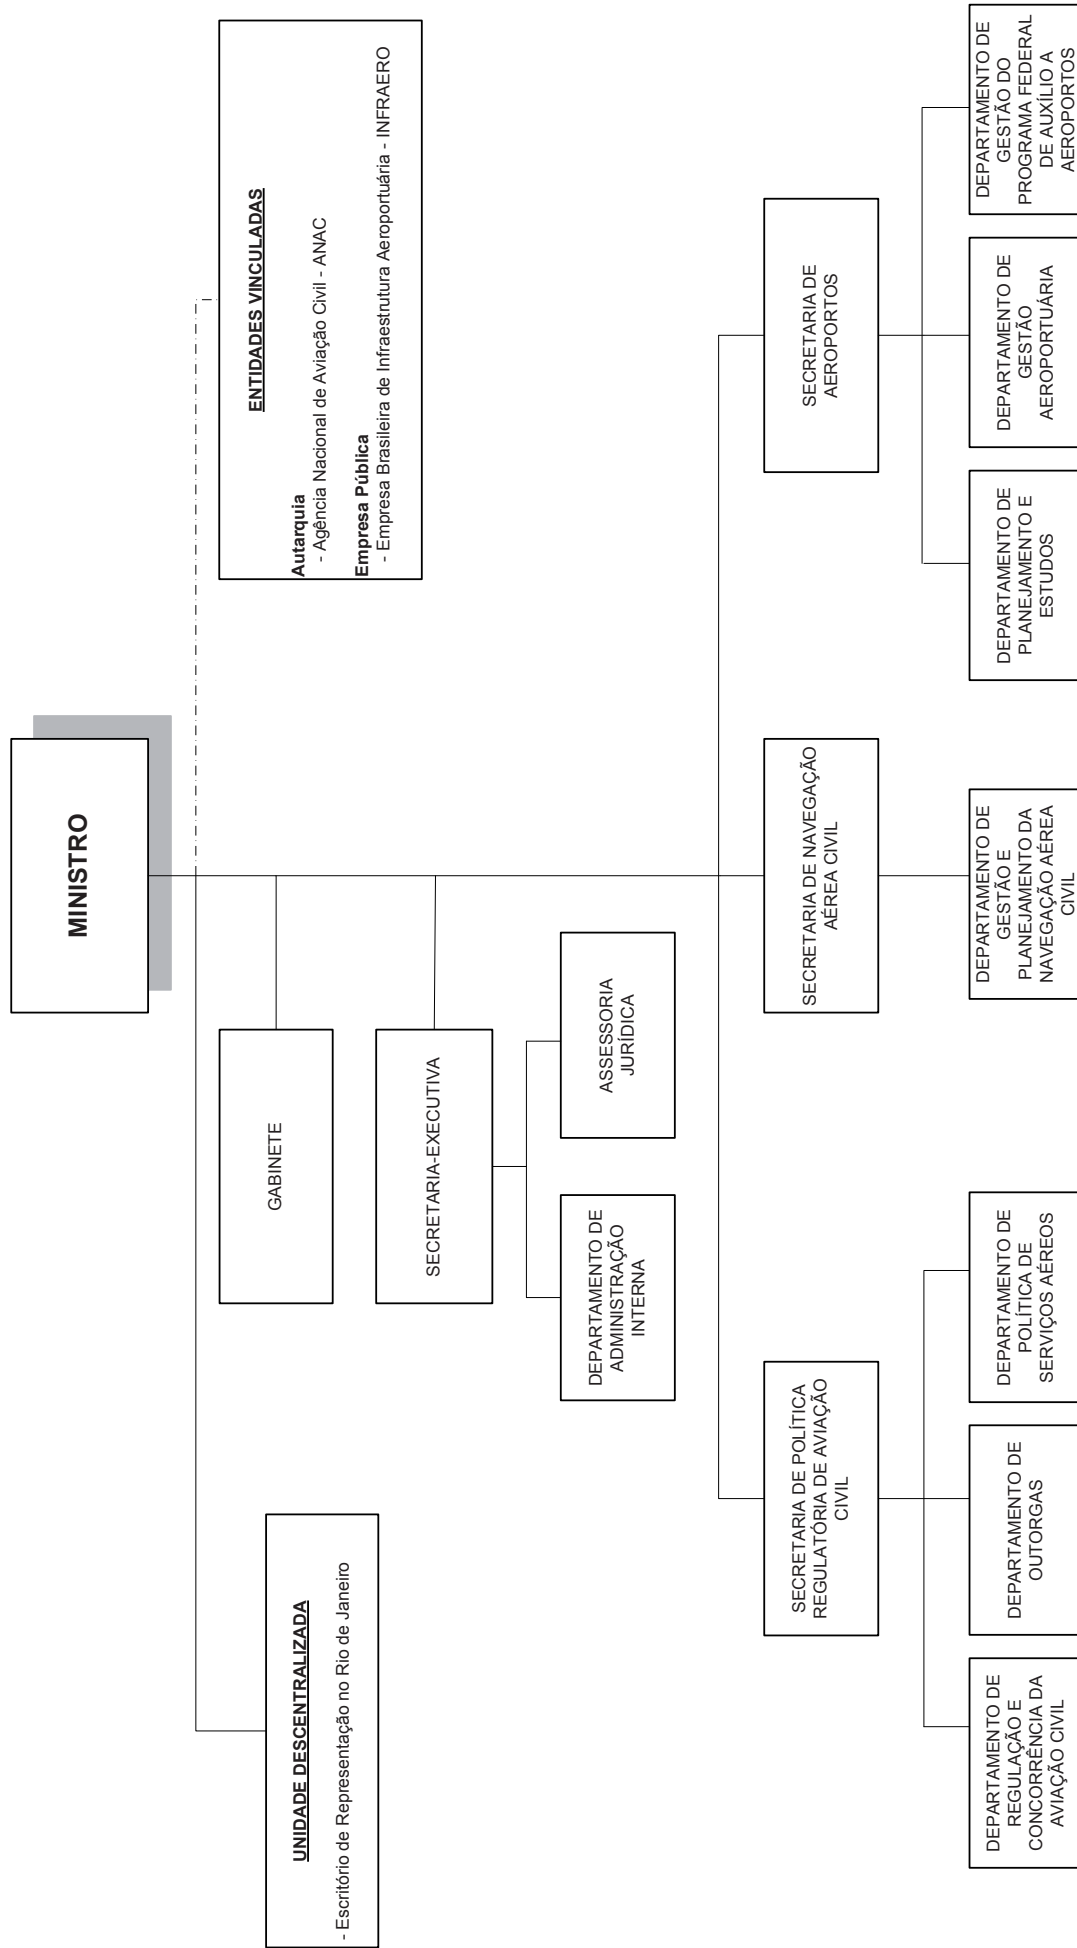 MINISTRO
UNIDADE DESCENTRALIZADA
- Escritório de Representação no Rio de Janeiro
GABINETE
ENTIDADES VINCULADAS
Autarquia
- Agência Nacional de Aviação Civil - ANAC
Empresa Pública
- Empresa Brasileira de Infraestrutura Aeroportuária - INFRAERO
SECRETARIA-EXECUTIVA
DEPARTAMENTO DE
ADMINISTRAÇÃO
INTERNA
ASSESSORIA
JURÍDICA
SECRETARIA DE POLÍTICA
REGULATÓRIA DE AVIAÇÃO
CIVIL
SECRETARIA DE NAVEGAÇÃO
AÉREA CIVIL
SECRETARIA DE
AEROPORTOS
DEPARTAMENTO DE
REGULAÇÃO E
CONCORRÊNCIA DA
AVIAÇÃO CIVIL
DEPARTAMENTO DE
OUTORGAS
DEPARTAMENTO DE
POLÍTICA DE
SERVIÇOS AÉREOS
DEPARTAMENTO DE
GESTÃO E
PLANEJAMENTO DA
NAVEGAÇÃO AÉREA
CIVIL
DEPARTAMENTO DE
PLANEJAMENTO E
ESTUDOS
DEPARTAMENTO DE
GESTÃO
AEROPORTUÁRIA
DEPARTAMENTO DE
GESTÃO DO
PROGRAMA FEDERAL
DE AUXÍLIO A
AEROPORTOS